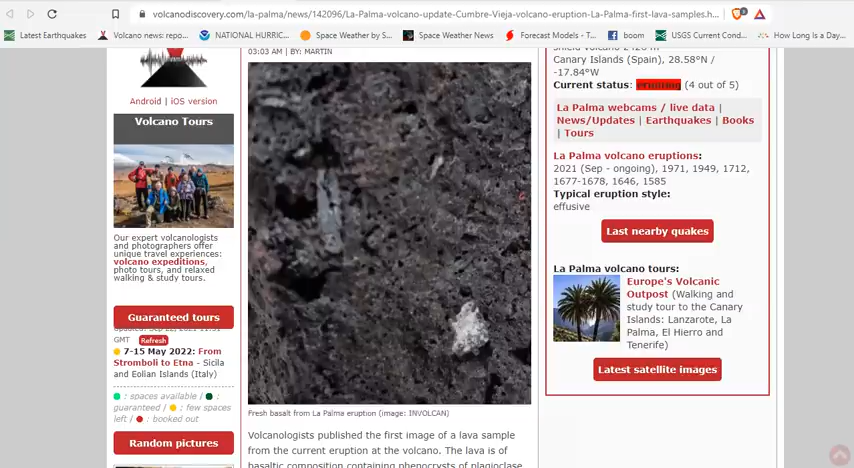 volcanodiscovery.com/la-palma/news/142096/La-Palma-volcano-update-Cumbre-Vieja-volcano-eruption-La-Palma-first-lava-samples.h...
Latest Earthquakes
Volcano news: repo...
NATIONAL HURRIC...
Space Weather by S...
Space Weather News
Forecast Models - T...
boom
USGS Current Cond...
How Long Is a Day...
Android | iOS version
Volcano Tours
Our expert volcanologists
and photographers offer
unique travel experiences:
volcano expeditions,
photo tours, and relaxed
walking & study tours.
Guaranteed tours
GMT Refresh
7-15 May 2022: From
Stromboli to Etna - Sicila
and Eolian Islands (Italy)
: spaces available / :
guaranteed / : few spaces
left / : booked out
Random pictures
03:03 AM | BY: MARTIN
Fresh basalt from La Palma eruption (image: INVOLCAN)
Volcanologists published the first image of a lava sample
from the current eruption at the volcano. The lava is of
basaltic composition containing phenocrysts of plagioclase
shield volcano 2426 m
Canary Islands (Spain), 28.58°N /
-17.84°W
Current status: erupting (4 out of 5)
La Palma webcams / live data |
News/Updates | Earthquakes | Books
| Tours
La Palma volcano eruptions:
2021 (Sep - ongoing), 1971, 1949, 1712,
1677-1678, 1646, 1585
Typical eruption style:
effusive
Last nearby quakes
La Palma volcano tours:
Europe's Volcanic
Outpost (Walking and
study tour to the Canary
Islands: Lanzarote, La
Palma, El Hierro and
Tenerife)
Latest satellite images